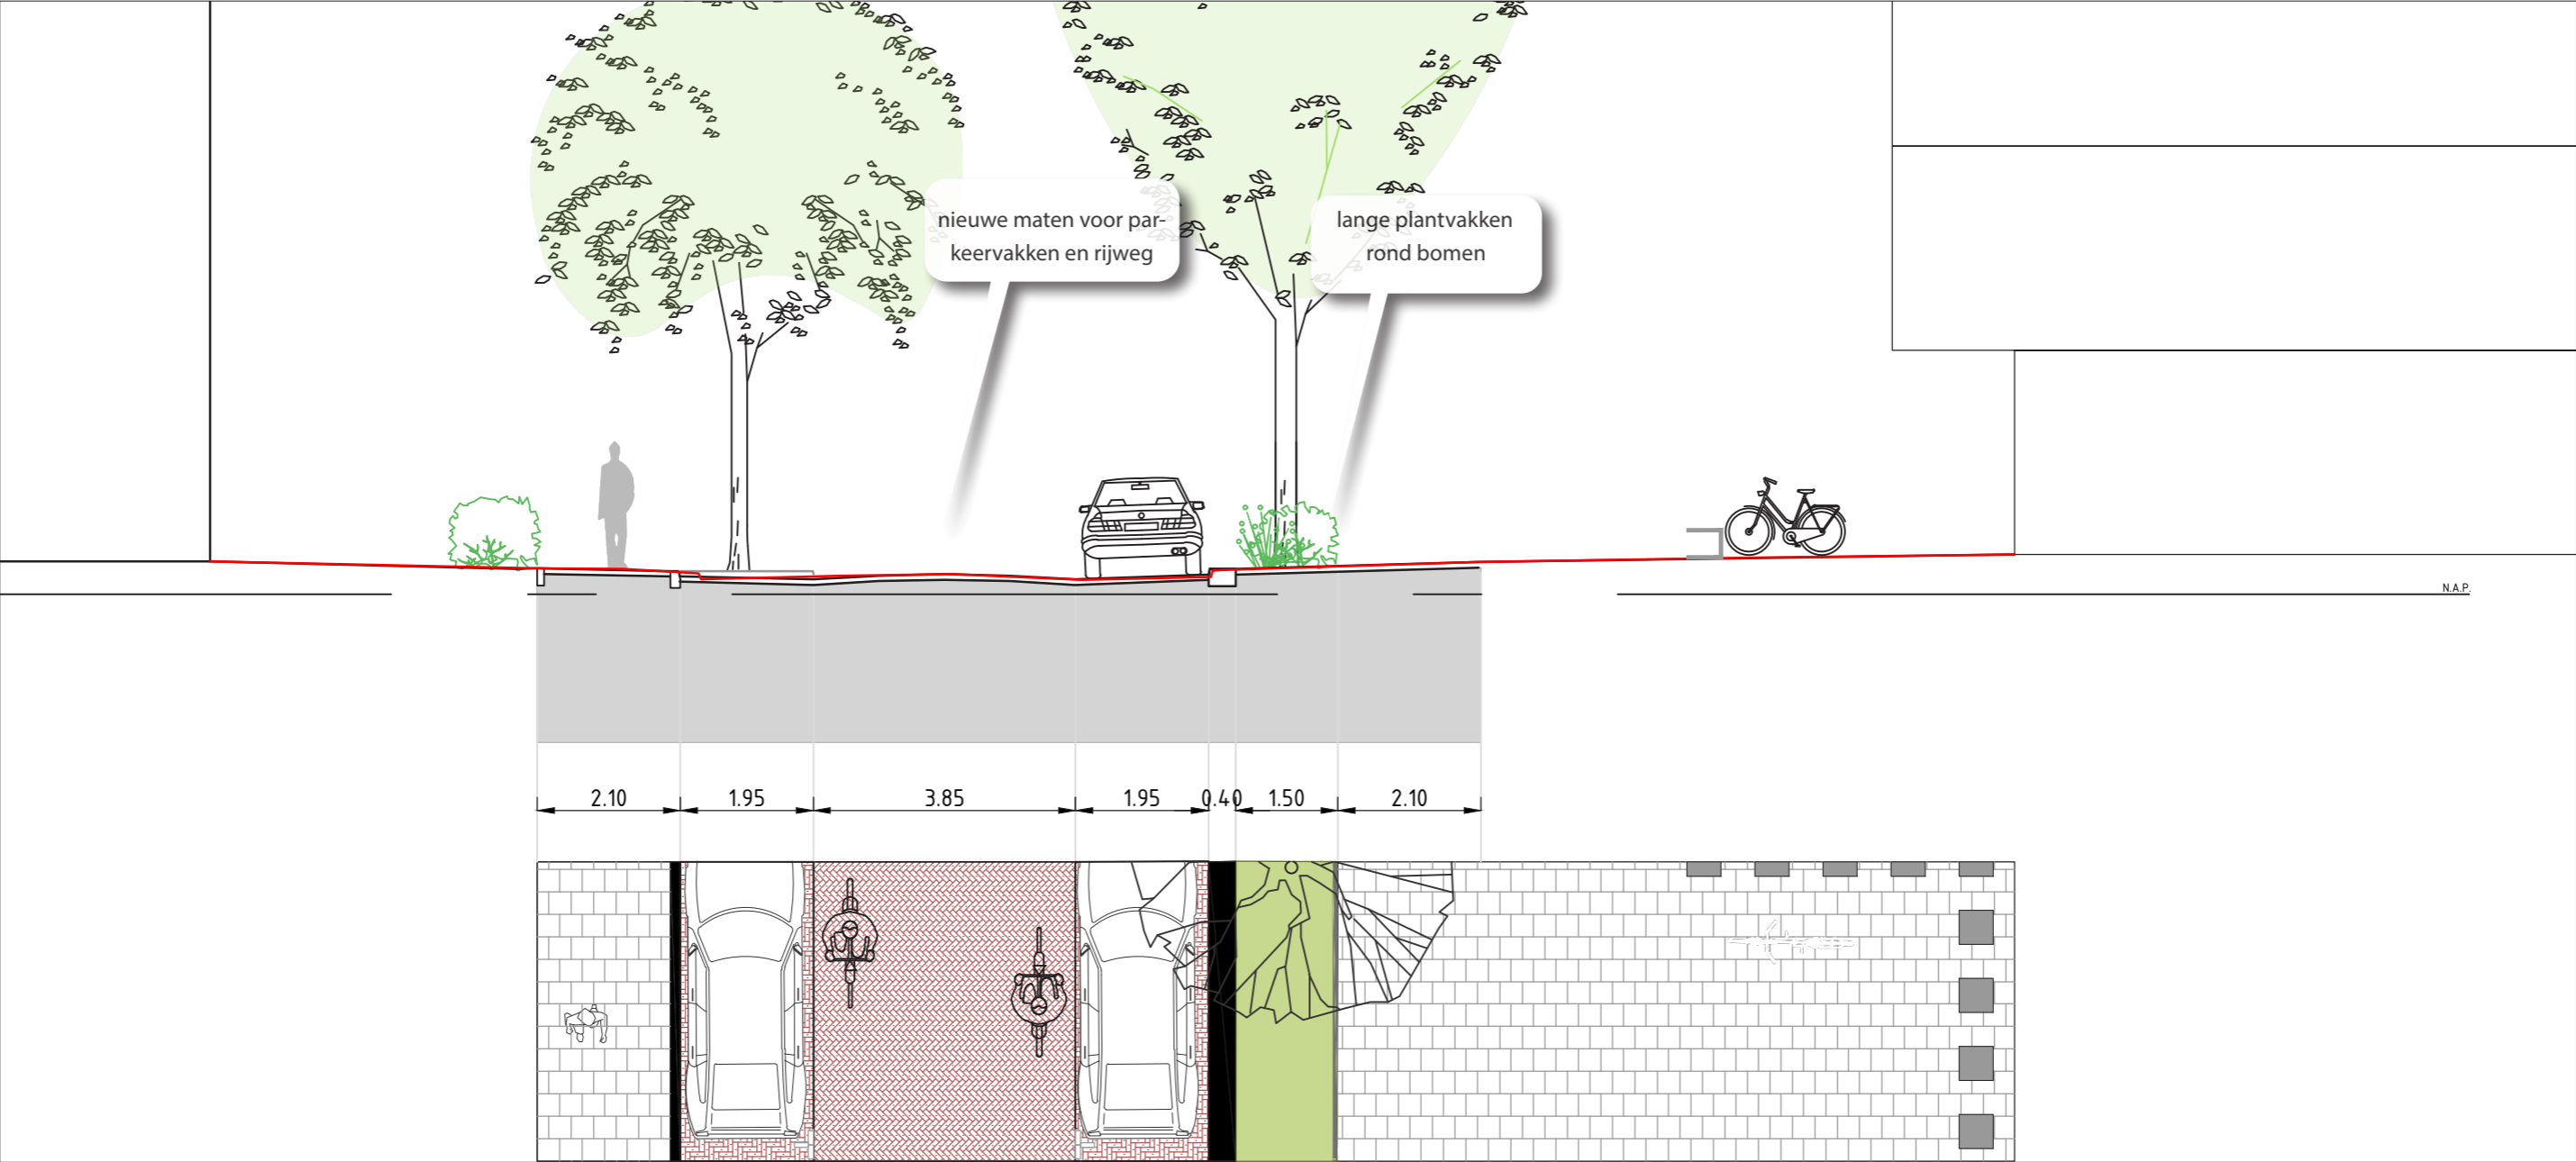 nieuwe maten voor par-
keervakken en rijweg
lange plantvakken
rond bomen
N.A.P.
2.10
1.95
3.85
1.95
0.40
1.50
2.10